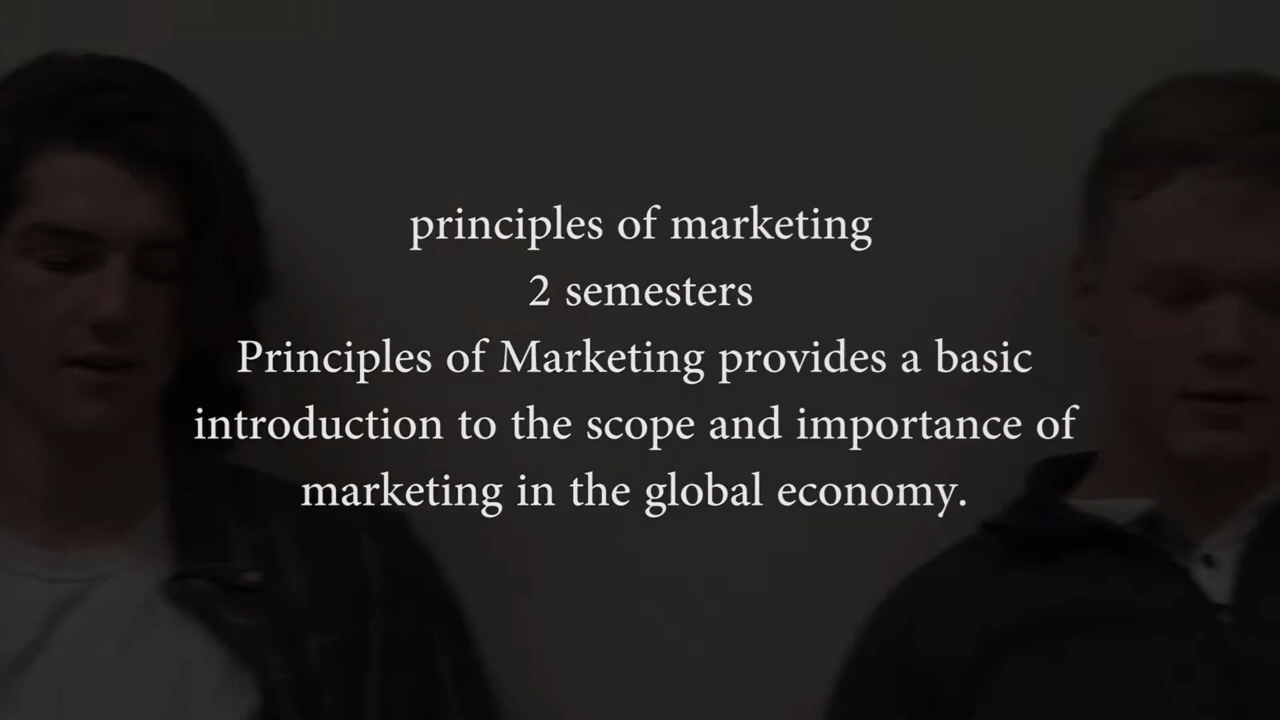 principles of marketing
2 semesters
Principles of Marketing provides a basic
introduction to the scope and importance of
marketing in the global economy.